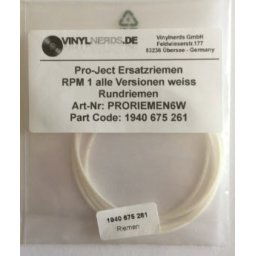 VINYLNERDS.DE
Vinylnerds GmbH
Feldwieserstr.177
83236 Übersee - Germany
Pro-Ject Ersatzriemen
RPM 1 alle Versionen weiss
Rundriemen
Art-Nr: PRORIEMEN6W
Part Code: 1940 675 261
1940 675 261
Riemen